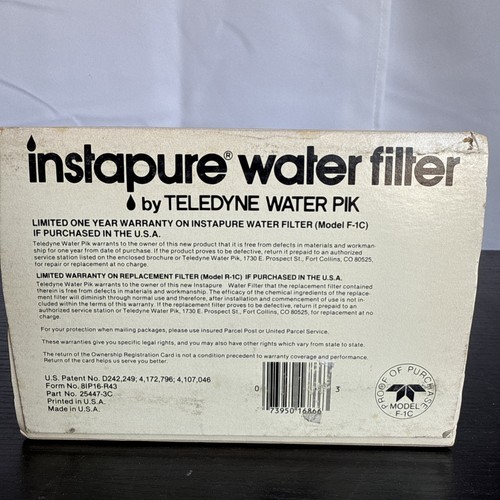 instapure® water filter
by TELEDYNE WATER PIK
LIMITED ONE YEAR WARRANTY ON INSTAPURE WATER FILTER (Model F-1C)
IF PURCHASED IN THE U.S.A.
Teledyne Water Pik warrants to the owner of this new product that it is free from defects in materials and workman-
ship for one year from date of purchase. If the product proves to be defective, return it prepaid to an authorized
service station listed on the enclosed brochure or Teledyne Water Pik, 1730 E. Prospect St., Fort Collins, CO 80525,
for repair or replacement at no charge.
LIMITED WARRANTY ON REPLACEMENT FILTER (Model R-1C) IF PURCHASED IN THE U.S.A.
Teledyne Water Pik warrants to the owner of this new Instapure Water Filter that the replacement filter contained
therein is free from defects in materials and workmanship. The efficacy of the chemical ingredients of the replace-
ment filter will diminish through normal use and therefore, after installation and commencement of use is not in-
cluded within the terms of this warranty. If the replacement filter proves to be defective, return it prepaid to an
authorized service station or Teledyne Water Pik, 1730 E. Prospect St., Fort Collins, CO 80525, for replacement at no
charge.
For your protection when mailing packages, please use insured Parcel Post or United Parcel Service.
These warranties give you specific legal rights, and you may also have other rights which vary from state to state.
The return of the Ownership Registration Card is not a condition precedent to warranty coverage and performance.
Return of the card helps us serve you better.
U.S. Patent No. D242,249; 4,172,796; 4,107,046
Form No. 8IP16-R43
Part No. 25447-3C
Printed in U.S.A.
Made in U.S.A.
0 73950 16866 3
PROOF OF PURCHASE
MODEL
F-1C